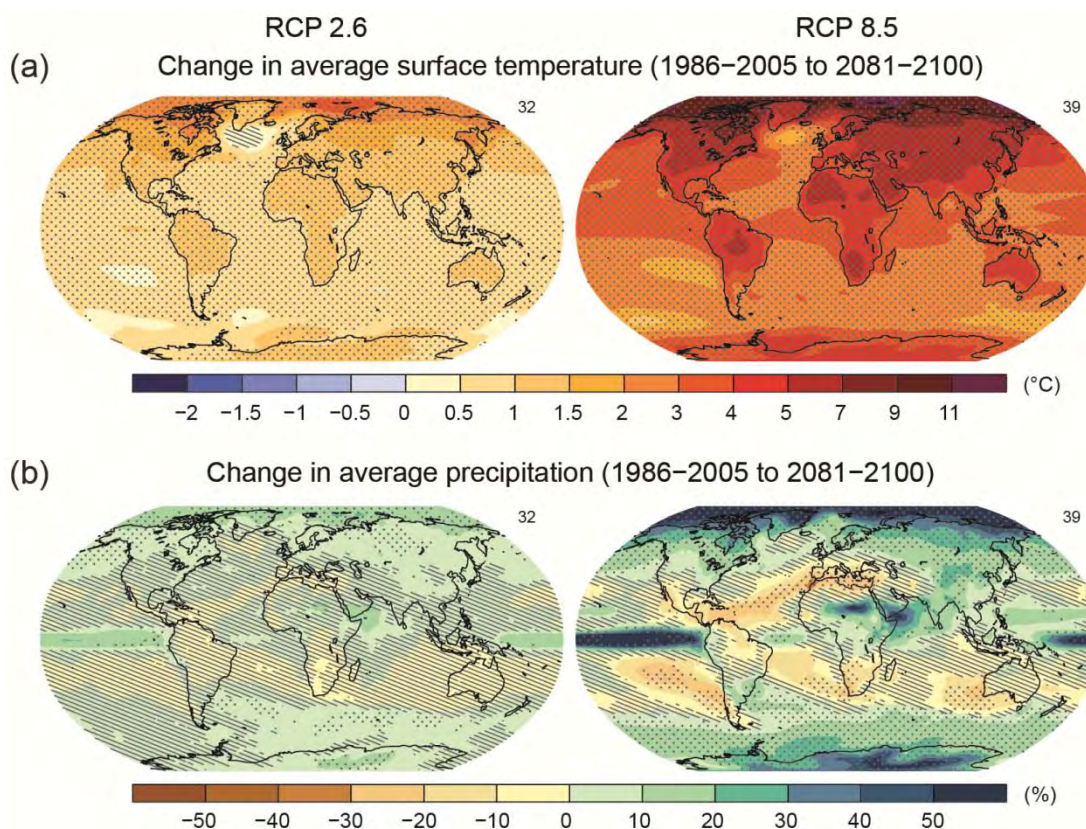 RCP 2.6 RCP 8.5
(a) Change in average surface temperature (1986−2005 to 2081−2100)
32 39
−2 −1.5 −1 −0.5 0 0.5 1 1.5 2 3 4 5 7 9 11 (°C)
(b) Change in average precipitation (1986−2005 to 2081−2100)
32 39
−50 −40 −30 −20 −10 0 10 20 30 40 50 (%)